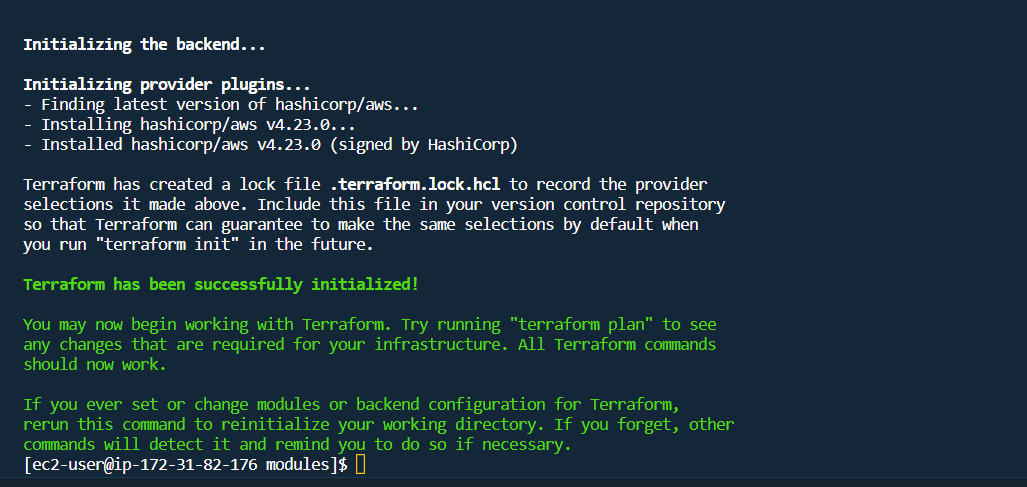 Initializing the backend...
Initializing provider plugins...
- Finding latest version of hashicorp/aws...
- Installing hashicorp/aws v4.23.0...
- Installed hashicorp/aws v4.23.0 (signed by HashiCorp)
Terraform has created a lock file .terraform.lock.hcl to record the provider
selections it made above. Include this file in your version control repository
so that Terraform can guarantee to make the same selections by default when
you run "terraform init" in the future.
Terraform has been successfully initialized!
You may now begin working with Terraform. Try running "terraform plan" to see
any changes that are required for your infrastructure. All Terraform commands
should now work.
If you ever set or change modules or backend configuration for Terraform,
rerun this command to reinitialize your working directory. If you forget, other
commands will detect it and remind you to do so if necessary.
[ec2-user@ip-172-31-82-176 modules]$